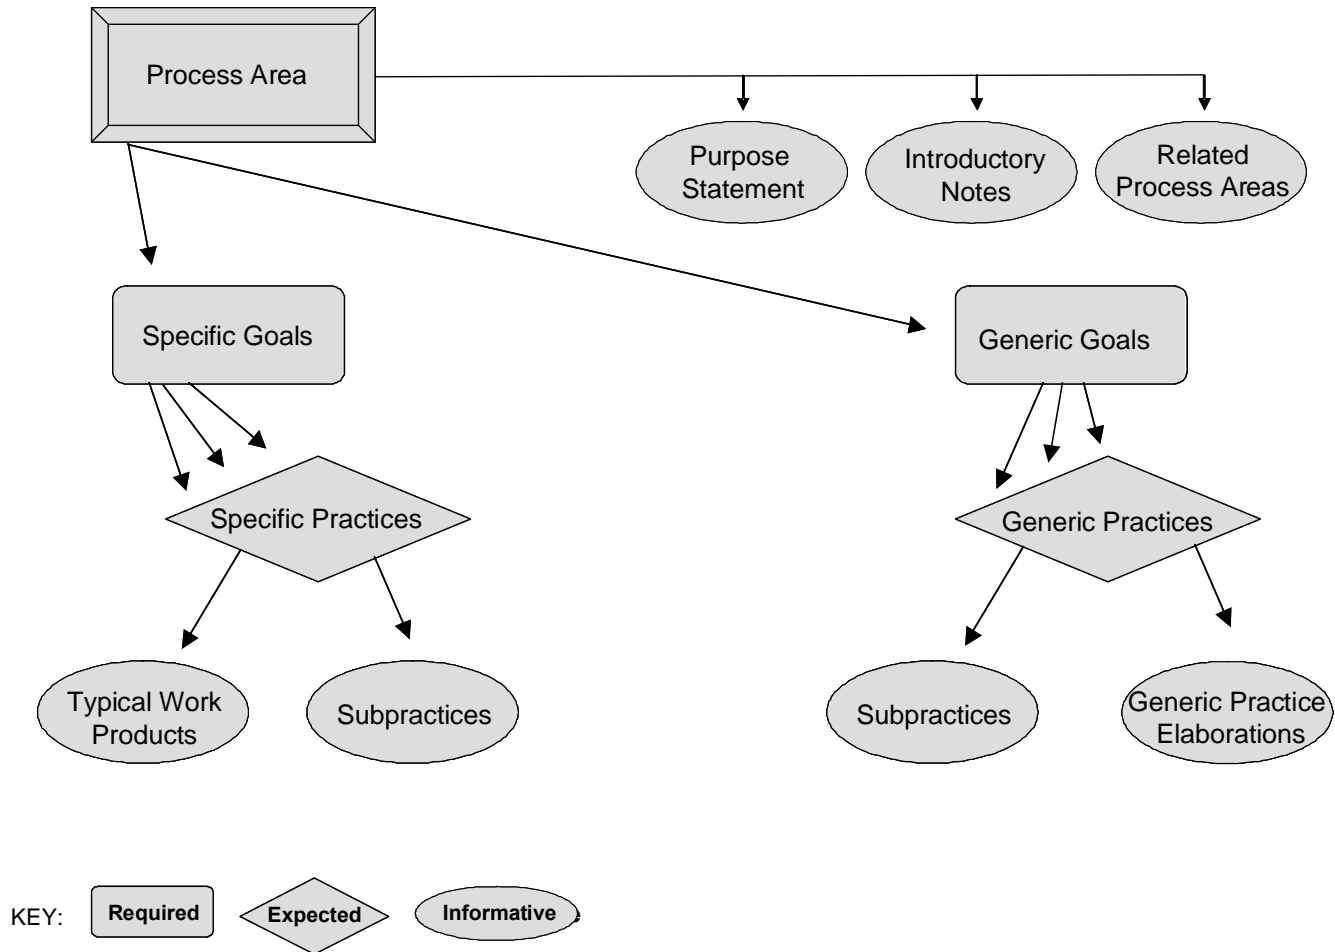 Process Area
Purpose
Statement
Introductory
Notes
Related
Process Areas
Specific Goals
Generic Goals
Specific Practices
Generic Practices
Typical Work
Products
Subpractices
Subpractices
Generic Practice
Elaborations
KEY:
Required
Expected
Informative